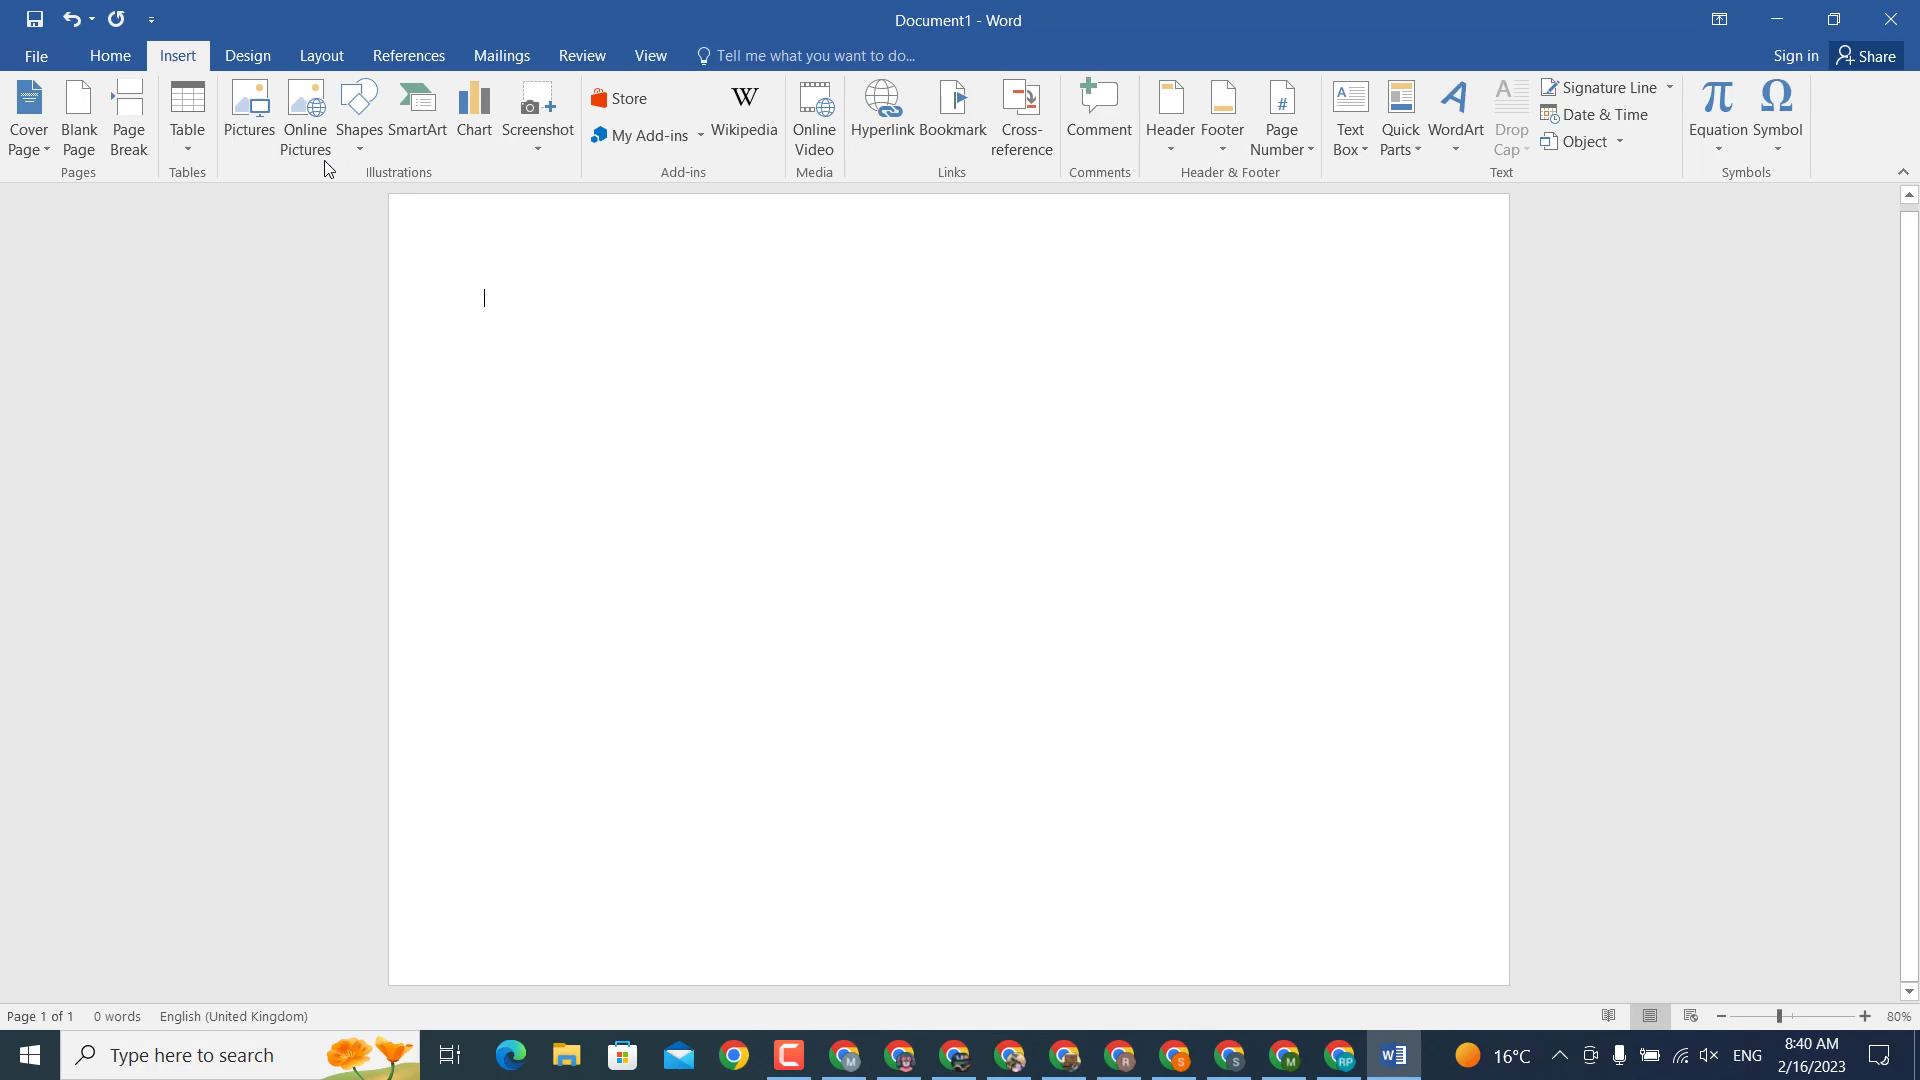 Document1 - Word
File Home Insert Design Layout References Mailings Review View Tell me what you want to do... Sign in Share
Cover Page
Blank Page
Page Break
Pages
Table
Tables
Pictures
Online Pictures
Shapes
SmartArt
Chart
Screenshot
Illustrations
Store
My Add-ins
W
Wikipedia
Add-ins
Online Video
Media
Hyperlink
Bookmark
Cross-
reference
Links
Comment
Comments
Header
Footer
Page Number
Header & Footer
Text Box
Quick Parts
WordArt
Drop Cap
Signature Line
Date & Time
Object
Text
π
Equation
Ω
Symbol
Symbols
Page 1 of 1 0 words English (United Kingdom) 80%
Type here to search 16°C ENG 8:40 AM
2/16/2023